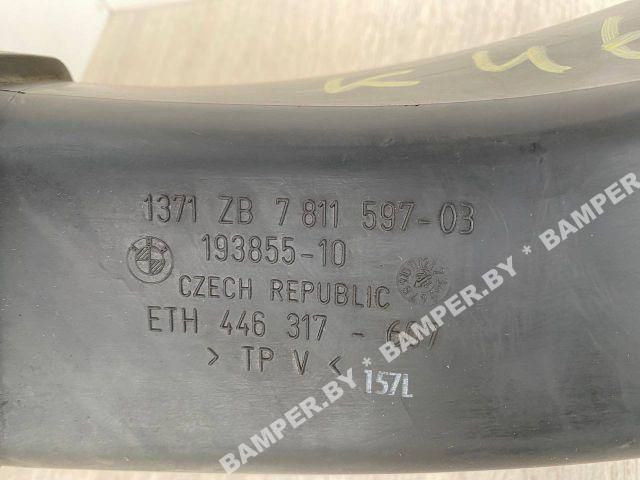 1371 ZB 7 811 597-03
193855-10
CZECH REPUBLIC
ETH 446 317 -
> TP V <
157L
BAMPER.BY * BAMPER.BY * BAMPER.BY